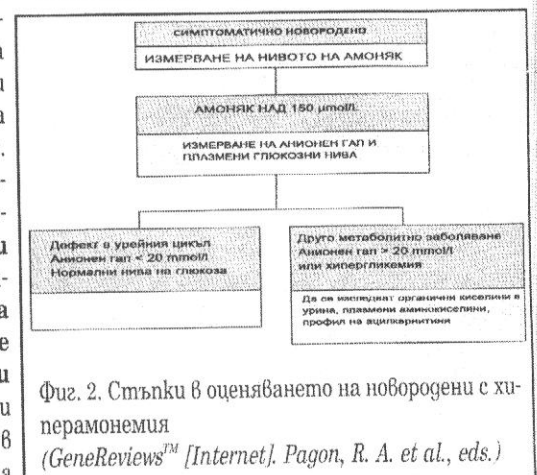 СИМПТОМАТИЧНО НОВОРОДЕНО
ИЗМЕРВАНЕ НА НИВОТО НА АМОНЯК
АМОНЯК НАД 150 µmol/L
ИЗМЕРВАНЕ НА АНИОНЕН ГАП И
ПЛАЗМЕНИ ГЛЮКОЗНИ НИВА
Дефект в урейния цикъл
Анионен гап < 20 mmol/l
Нормални нива на глюкоза
Друго метаболитно заболяване
Анионен гап > 20 mmol/l
или хипергликемия
Да се изследват органични киселини в
урина, плазмени аминокиселини,
профил на ацилкарнитини
Фиг. 2. Стъпки в оценяването на новородени с хи-
перамонемия
(GeneReviews™ [Internet]. Pagon, R. A. et al., eds.)